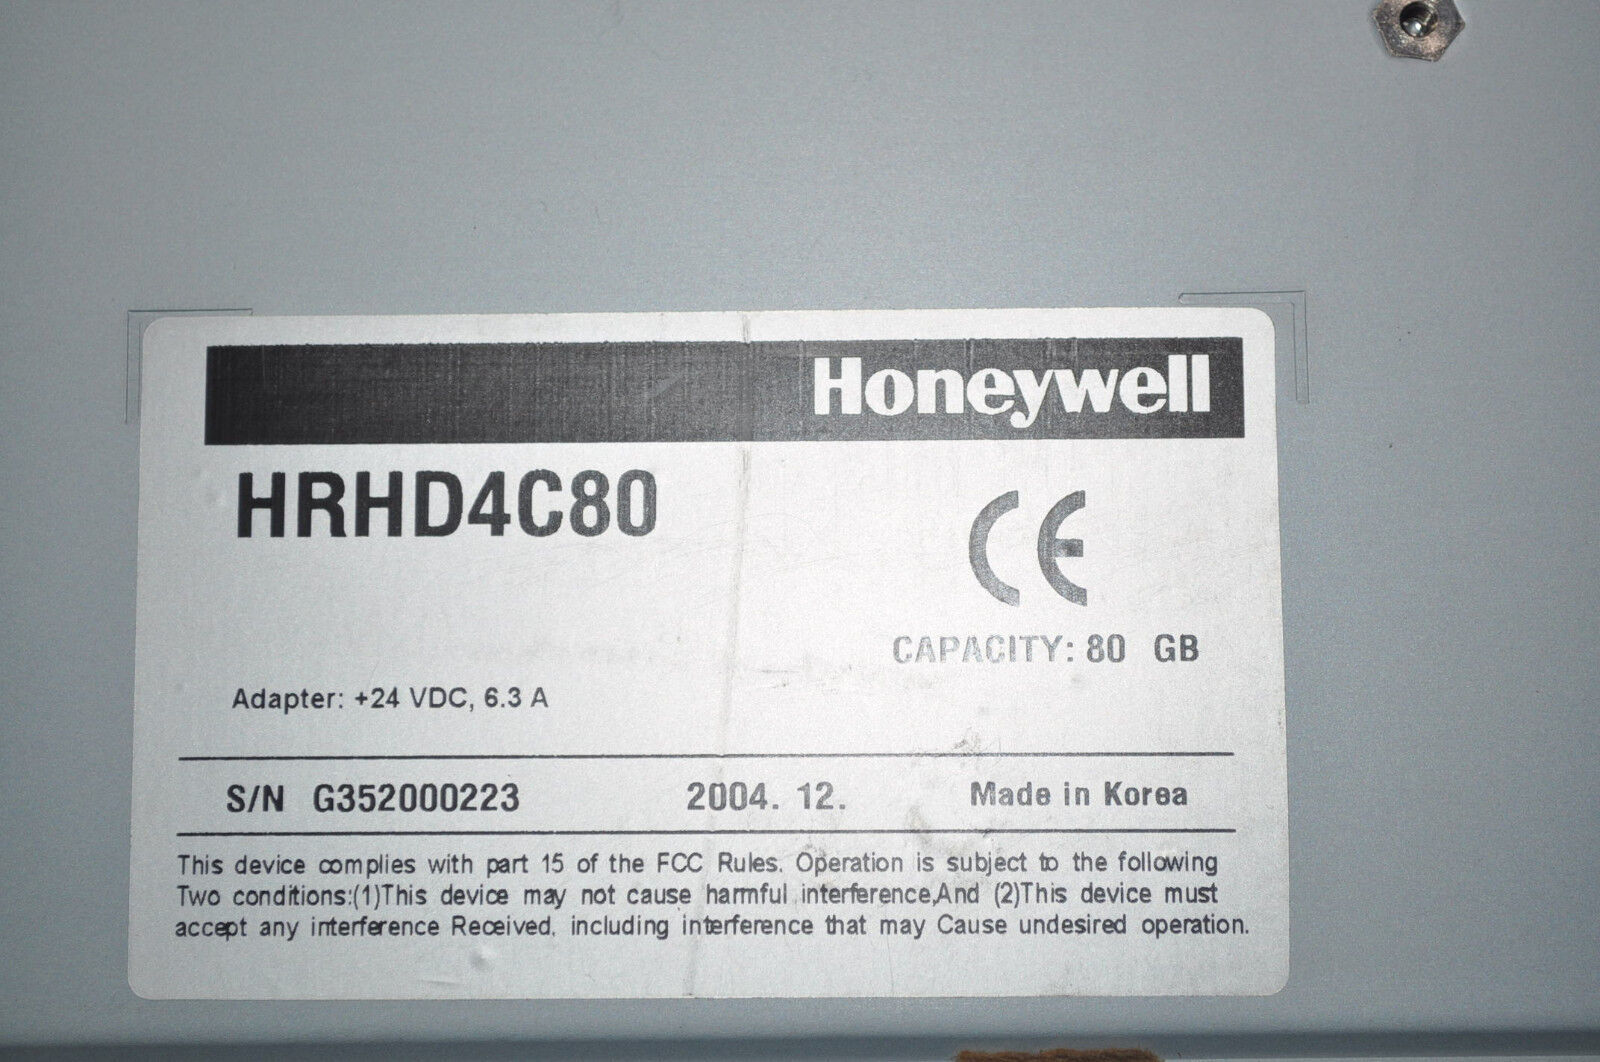 Honeywell
HRHD4C80
CE
CAPACITY: 80 GB
Adapter: +24 VDC, 6.3 A
S/N G352000223 2004. 12. Made in Korea
This device complies with part 15 of the FCC Rules. Operation is subject to the following
Two conditions:(1)This device may not cause harmful interference,And (2)This device must
accept any interference Received, including interference that may Cause undesired operation.